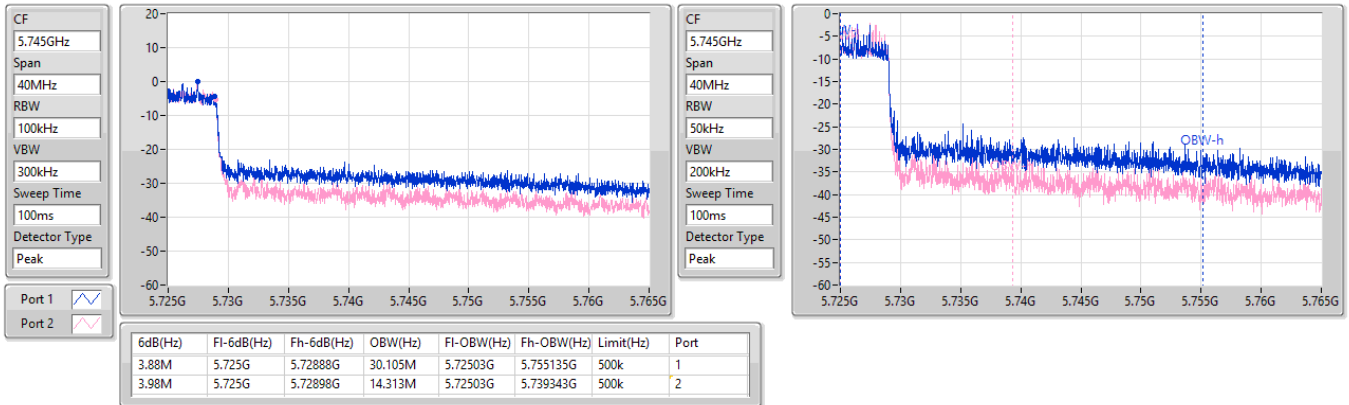 CF
5.745GHz
Span
40MHz
RBW
100kHz
VBW
300kHz
Sweep Time
100ms
Detector Type
Peak
Port 1
Port 2
20-
10-
0-
-10-
-20-
-30-
-40-
-50-
-60-
5.725G 5.73G 5.735G 5.74G 5.745G 5.75G 5.755G 5.76G 5.765G
CF
5.745GHz
Span
40MHz
RBW
50kHz
VBW
200kHz
Sweep Time
100ms
Detector Type
Peak
0-
-5-
-10-
-15-
-20-
-25-
-30-
-35-
-40-
-45-
-50-
-55-
-60-
OBW-h
5.725G 5.73G 5.735G 5.74G 5.745G 5.75G 5.755G 5.76G 5.765G
6dB(Hz) Fl-6dB(Hz) Fh-6dB(Hz) OBW(Hz) Fl-OBW(Hz) Fh-OBW(Hz) Limit(Hz) Port
3.88M 5.725G 5.72888G 30.105M 5.72503G 5.755135G 500k 1
3.98M 5.725G 5.72898G 14.313M 5.72503G 5.739343G 500k 2